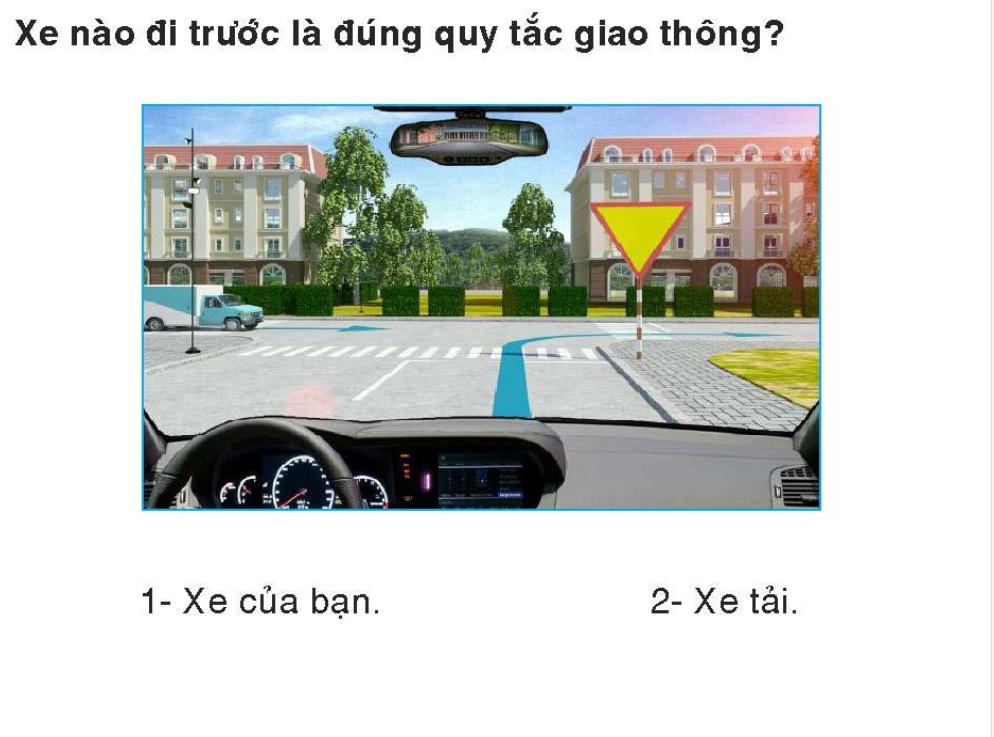 Xe nào đi trước là đúng quy tắc giao thông?
1- Xe của bạn.
2- Xe tải.